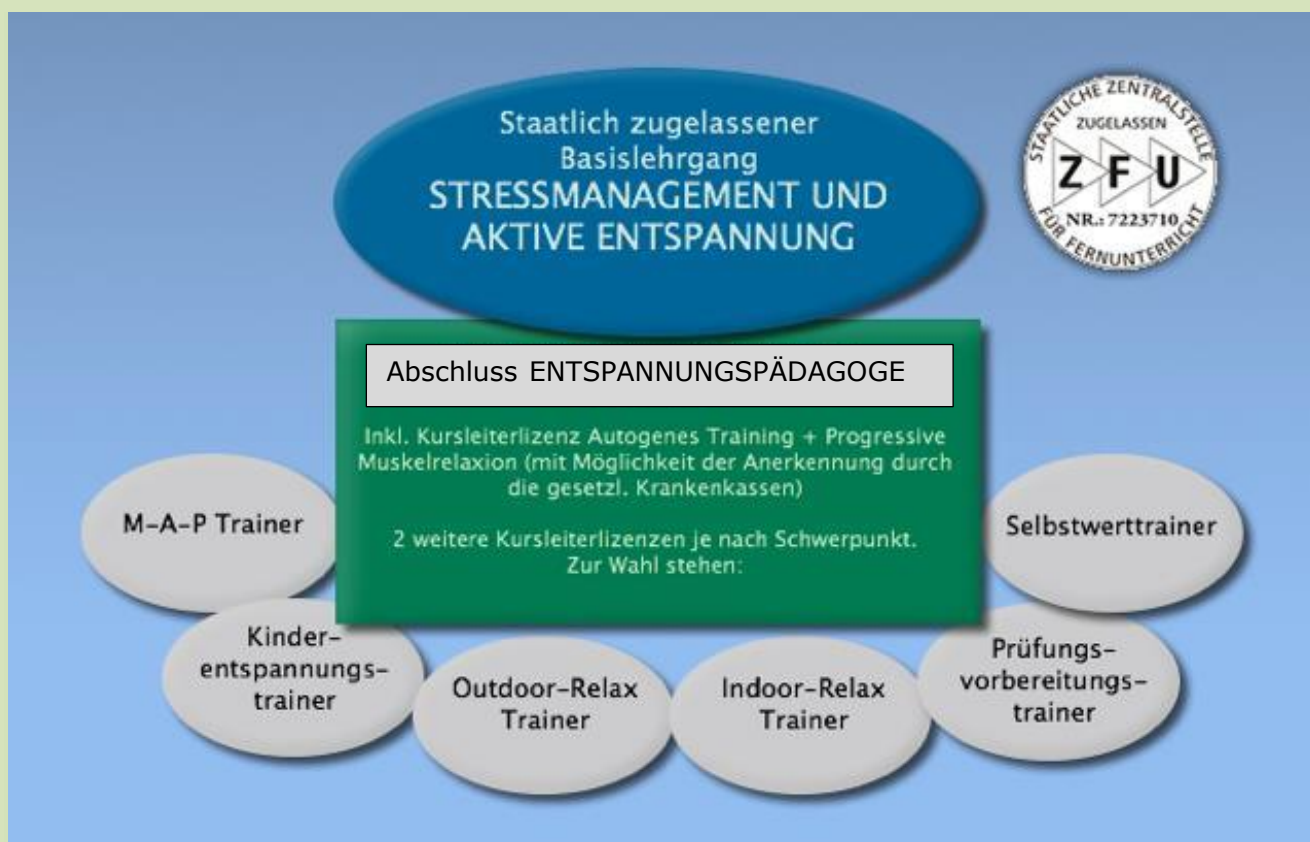 Staatlich zugelassener
Basislehrgang
STRESSMANAGEMENT UND
AKTIVE ENTSPANNUNG
STAATLICHE ZENTRALSTELLE
ZUGELASSEN
ZFU
NR.: 7223710
FÜR FERNUNTERRICHT
Abschluss ENTSPANNUNGSPÄDAGOGE
Inkl. Kursleiterlizenz Autogenes Training + Progressive
Muskelrelaxion (mit Möglichkeit der Anerkennung durch
die gesetzl. Krankenkassen)
2 weitere Kursleiterlizenzen je nach Schwerpunkt.
Zur Wahl stehen:
M-A-P Trainer
Kinder-
entspannungs-
trainer
Outdoor-Relax
Trainer
Indoor-Relax
Trainer
Prüfungs-
vorbereitungs-
trainer
Selbstwerttrainer